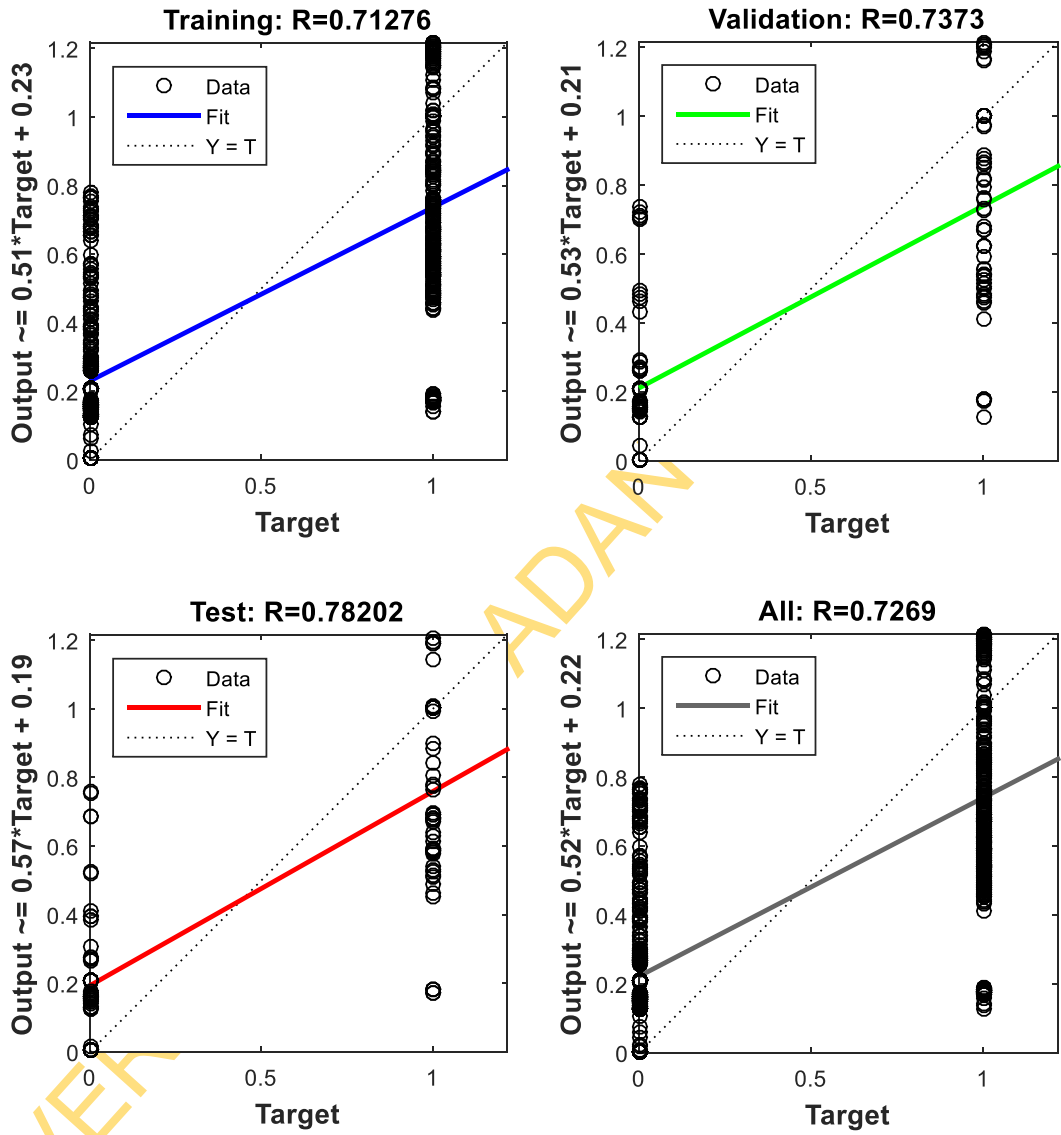 Training: R=0.71276
Output ~= 0.51*Target + 0.23
1.2
1
0.8
0.6
0.4
0.2
0
Data
Fit
Y = T
0
0.5
1
Target
Validation: R=0.7373
Output ~= 0.53*Target + 0.21
1.2
1
0.8
0.6
0.4
0.2
0
Data
Fit
Y = T
0
0.5
1
Target
Test: R=0.78202
Output ~= 0.57*Target + 0.19
1.2
1
0.8
0.6
0.4
0.2
0
Data
Fit
Y = T
0
0.5
1
Target
All: R=0.7269
Output ~= 0.52*Target + 0.22
1.2
1
0.8
0.6
0.4
0.2
0
Data
Fit
Y = T
0
0.5
1
Target